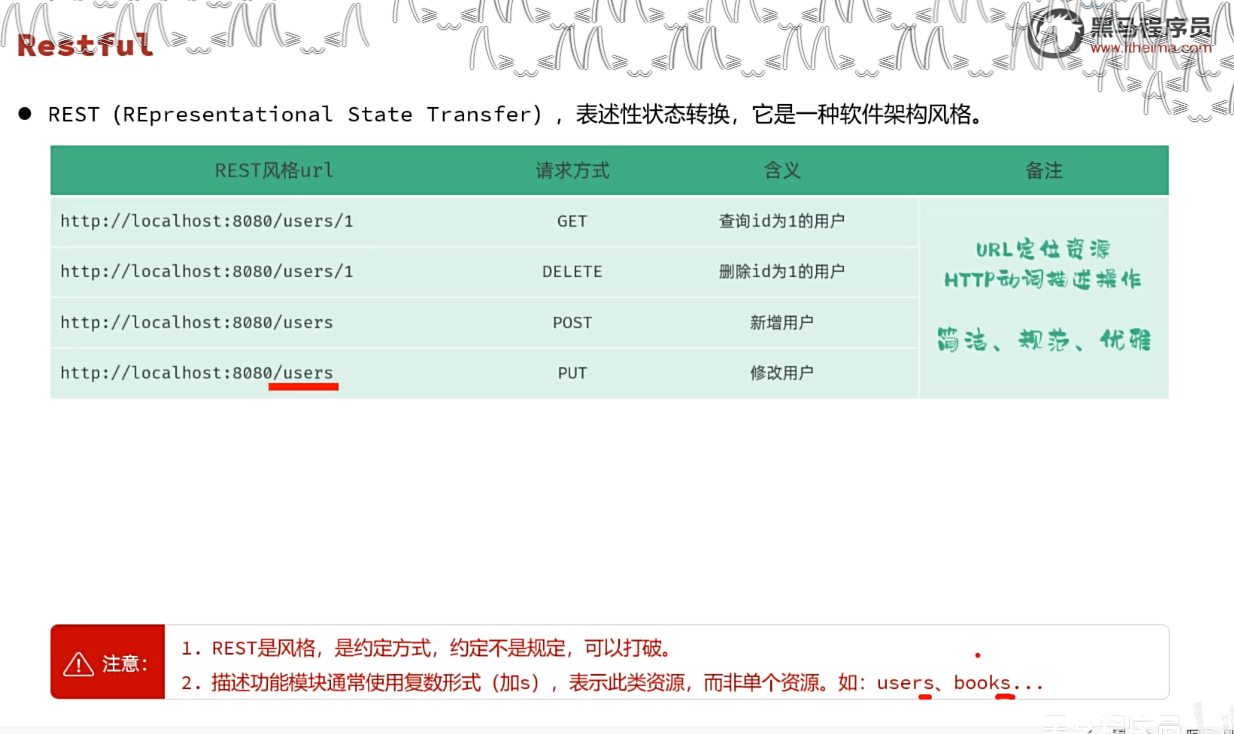 Restful
黑马程序员
www.itheima.com
● REST (REpresentational State Transfer) ，表述性状态转换，它是一种软件架构风格。
REST风格url 请求方式 含义 备注
http://localhost:8080/users/1 GET 查询id为1的用户
http://localhost:8080/users/1 DELETE 删除id为1的用户
http://localhost:8080/users POST 新增用户
http://localhost:8080/users PUT 修改用户
URL定位资源
HTTP动词描述操作
简洁、规范、优雅
注意：
1. REST是风格，是约定方式，约定不是规定，可以打破。
2. 描述功能模块通常使用复数形式（加s），表示此类资源，而非单个资源。如：users、books...